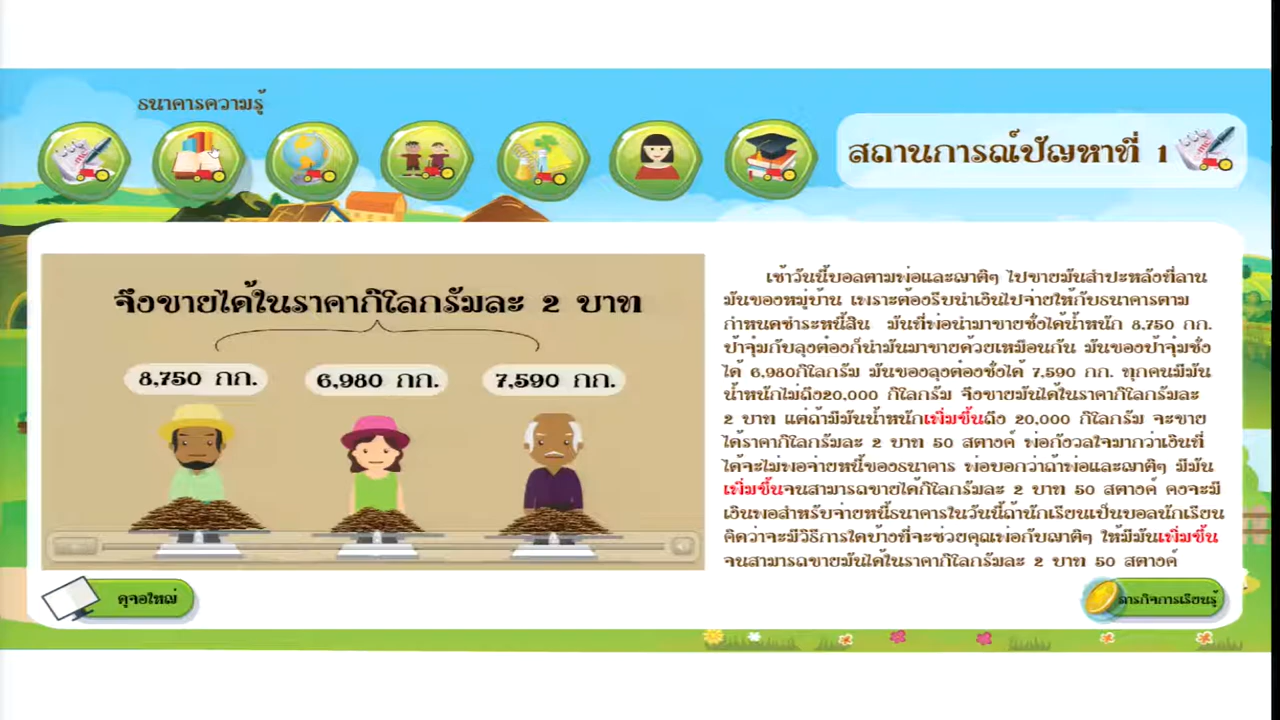 ธนาคารความรู้
สถานการณ์ปัญหาที่ 1
จึงขายได้ในราคากิโลกรัมละ 2 บาท
8,750 กก.
6,980 กก.
7,590 กก.
เช้าวันนี้บอลตามพ่อและญาติๆ ไปขายมันสำปะหลังที่ลาน
มันของหมู่บ้าน เพราะต้องรีบนำเงินไปจ่ายให้กับธนาคารตาม
กำหนดชำระหนี้สิน มันที่พ่อนำมาขายชั่งได้น้ำหนัก 8,750 กก.
ป้าจุ๋มกับลุงต๋องก็นำมันมาขายด้วยเหมือนกัน มันของป้าจุ๋มชั่ง
ได้ 6,980กิโลกรัม มันของลุงต๋องชั่งได้ 7,590 กก. ทุกคนมีมัน
น้ำหนักไม่ถึง20,000 กิโลกรัม จึงขายมันได้ในราคากิโลกรัมละ
2 บาท แต่ถ้ามีมันน้ำหนักเพิ่มขึ้นถึง 20,000 กิโลกรัม จะขาย
ได้ราคากิโลกรัมละ 2 บาท 50 สตางค์ พ่อกังวลใจมากว่าเงินที่
ได้จะไม่พอจ่ายหนี้ของธนาคาร พ่อบอกว่าถ้าพ่อและญาติๆ มีมัน
เพิ่มขึ้นจนสามารถขายได้กิโลกรัมละ 2 บาท 50 สตางค์ คงจะมี
เงินพอสำหรับจ่ายหนี้ธนาคารในวันนี้ถ้านักเรียนเป็นบอลนักเรียน
คิดว่าจะมีวิธีการใดบ้างที่จะช่วยคุณพ่อกับญาติๆ ให้มีมันเพิ่มขึ้น
จนสามารถขายมันได้ในราคากิโลกรัมละ 2 บาท 50 สตางค์
ดูจอใหญ่
ภารกิจการเรียนรู้